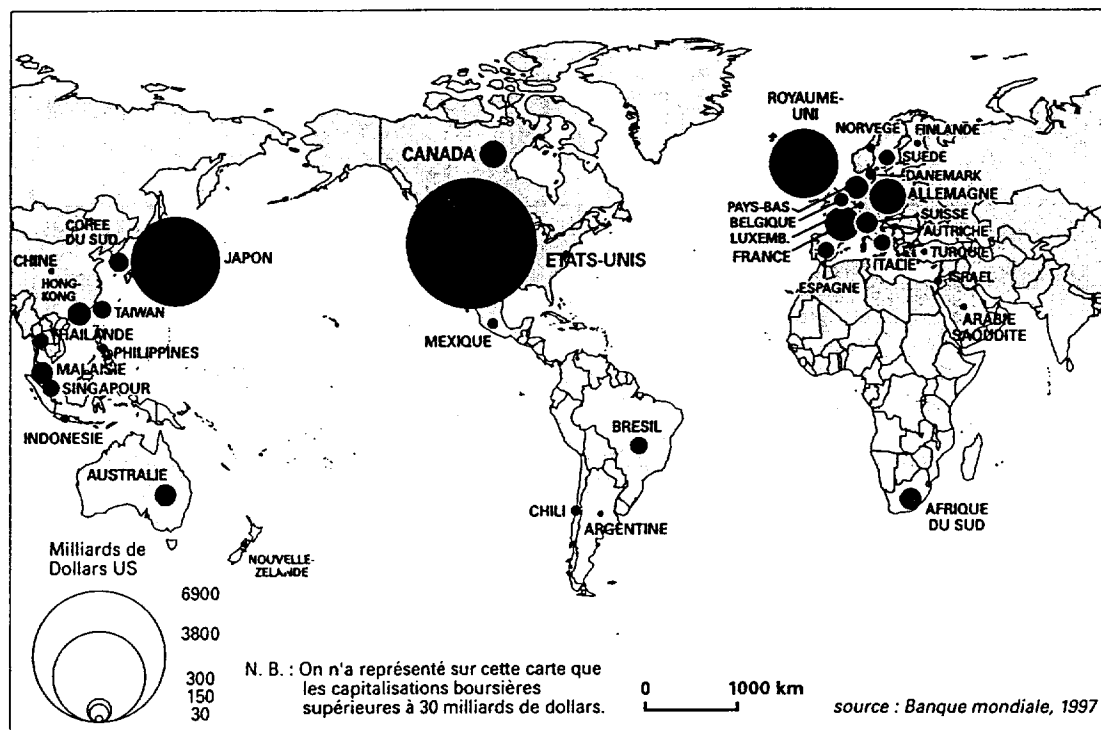 ROYAUME-
UNI
NORVEGE
FINLANDE
SUÈDE
DANEMARK
ALLEMAGNE
PAYS-BAS
BELGIQUE
LUXEMB.
FRANCE
SUISSE
AUTRICHE
TURQUIE
ITALIE
ISRAEL
ESPAGNE
ARABIE
SAOUDITE
CANADA
ETATS-UNIS
MEXIQUE
COREE
DU SUD
JAPON
CHINE
HONG-
KONG
TAIWAN
THAILANDE
PHILIPPINES
MALAISIE
SINGAPOUR
INDONESIE
AUSTRALIE
NOUVELLE-
ZELANDE
BRESIL
CHILI
ARGENTINE
AFRIQUE
DU SUD
Milliards de
Dollars US
6900
3800
300
150
30
N. B. : On n'a représenté sur cette carte que
les capitalisations boursières
supérieures à 30 milliards de dollars.
0 1000 km
source : Banque mondiale, 1997